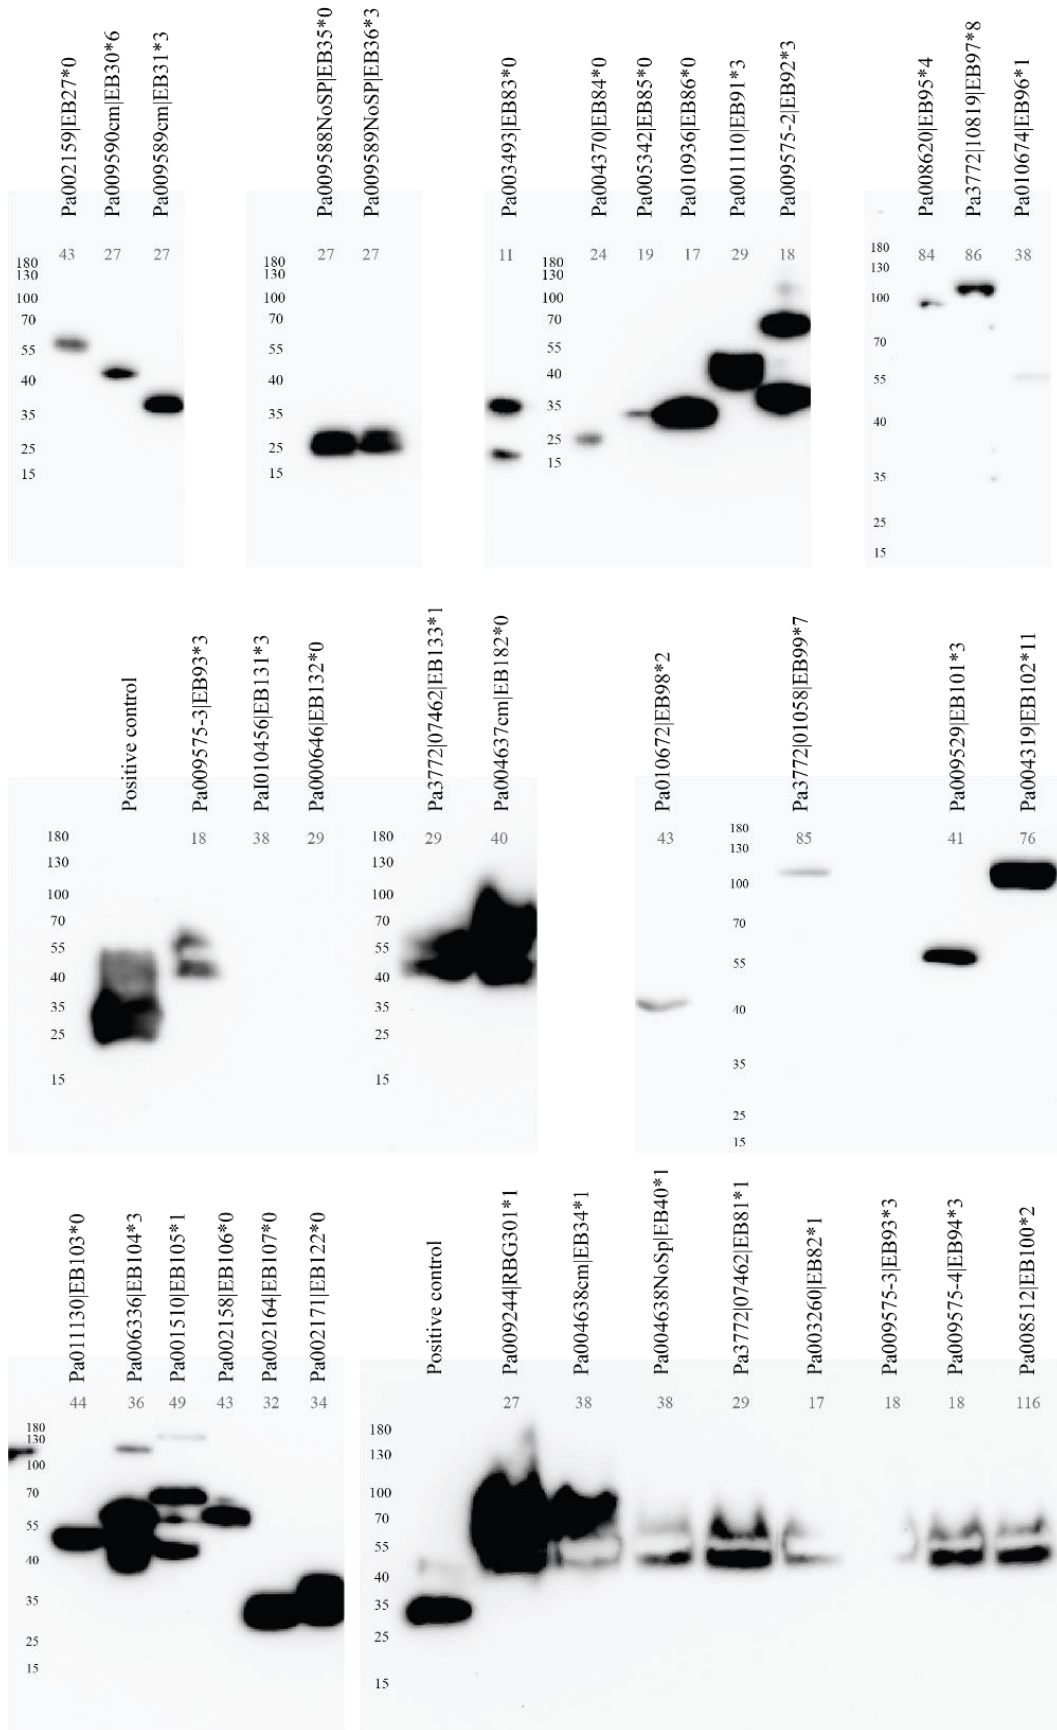 Pa002159|EB27*0
Pa009590cm|EB30*6
Pa009589cm|EB31*3
Pa009588NoSP|EB35*0
Pa009589NoSP|EB36*3
Pa003493|EB83*0
Pa004370|EB84*0
Pa005342|EB85*0
Pa010936|EB86*0
Pa001110|EB91*3
Pa009575-2|EB92*3
Pa008620|EB95*4
Pa3772|10819|EB97*8
Pa010674|EB96*1
43 27 27
180
130
100
70
55
40
35
25
15
27 27
180
130
100
70
55
40
35
25
15
11
180
130
100
70
55
40
35
25
15
24 19 17 29 18
180
130
100
70
55
40
35
25
15
84 86 38
Positive control
Pa009575-3|EB93*3
Pal010456|EB131*3
Pa000646|EB132*0
Pa3772|07462|EB133*1
Pa004637cm|EB182*0
Pa010672|EB98*2
Pa3772|01058|EB99*7
Pa009529|EB101*3
Pa004319|EB102*11
180
130
100
70
55
40
35
25
15
18 38 29
180
130
100
70
55
40
35
25
15
29 40
43
180
130
100
70
55
40
35
25
15
85 41 76
Pa011130|EB103*0
Pa006336|EB104*3
Pa001510|EB105*1
Pa002158|EB106*0
Pa002164|EB107*0
Pa002171|EB122*0
Positive control
Pa009244|RBG301*1
Pa004638cm|EB34*1
Pa004638NoSp|EB40*1
Pa3772|07462|EB81*1
Pa003260|EB82*1
Pa009575-3|EB93*3
Pa009575-4|EB94*3
Pa008512|EB100*2
44 36 49 43 32 34
180
130
100
70
55
40
35
25
15
27 38 38 29 17 18 18 116
180
130
100
70
55
40
35
25
15